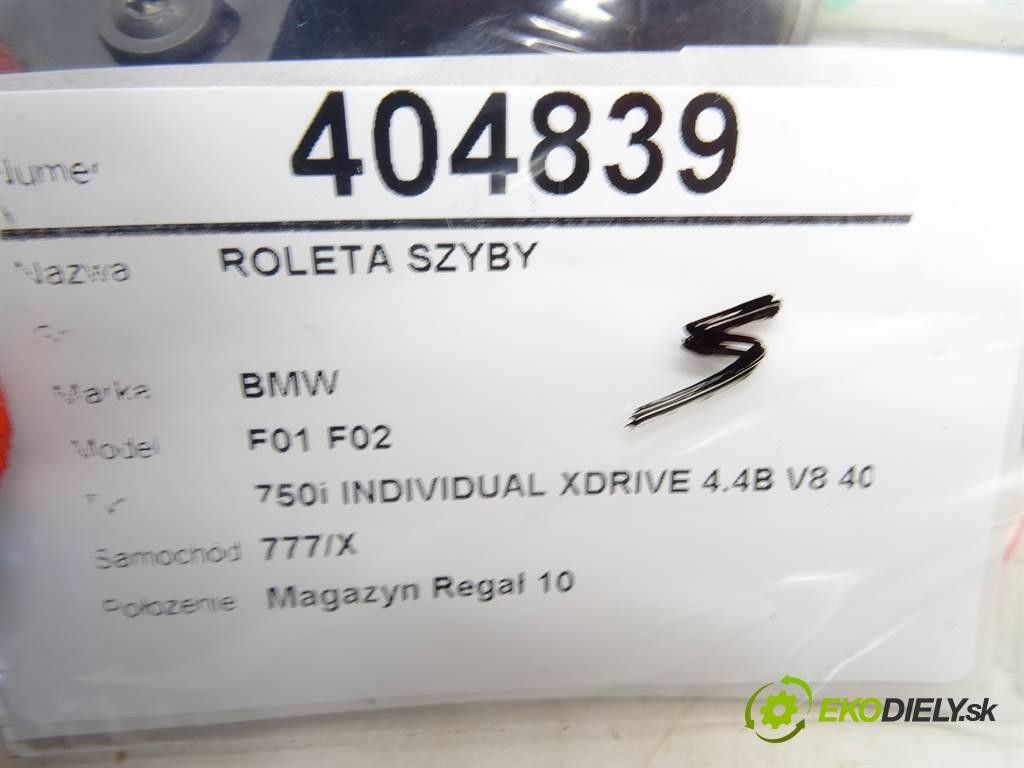 Numer 404839
Nazwa ROLETA SZYBY
Marka BMW
Model F01 F02
750i INDIVIDUAL XDRIVE 4.4B V8 40
Samochód 777/X
Położenie Magazyn Regał 10
5
EKODIELY.sk